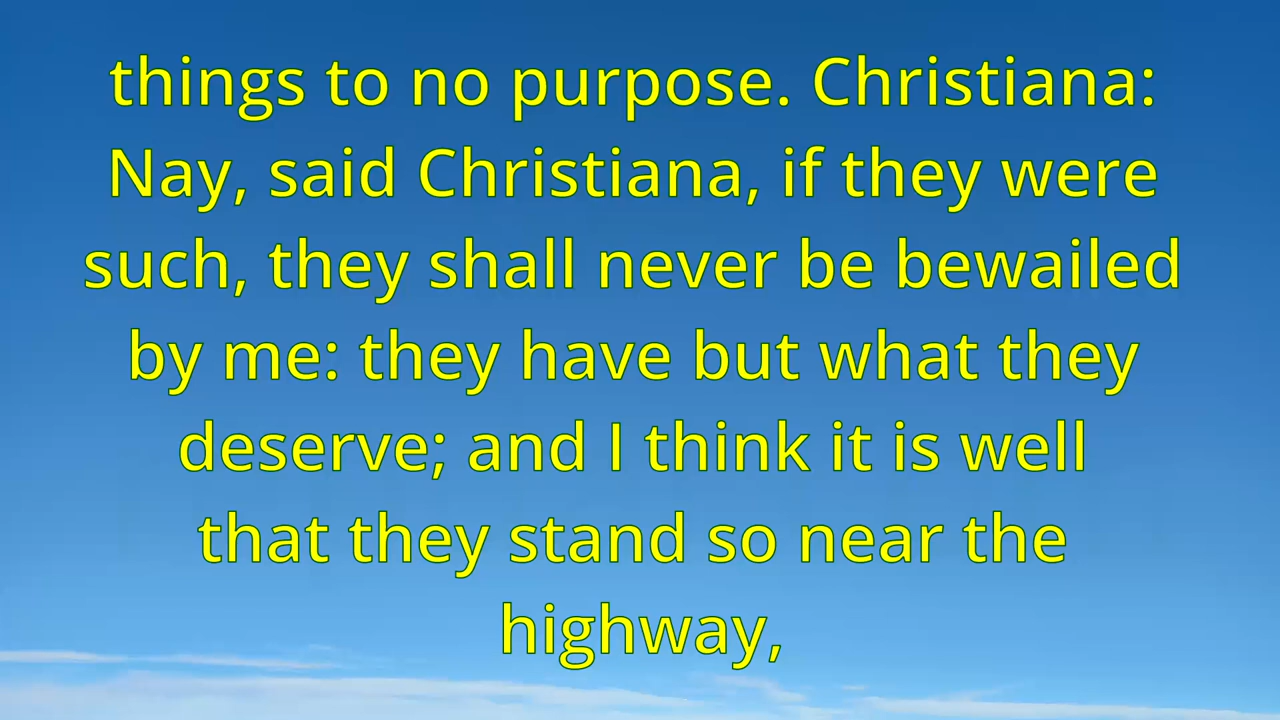 things to no purpose. Christiana:
Nay, said Christiana, if they were
such, they shall never be bewailed
by me: they have but what they
deserve; and I think it is well
that they stand so near the
highway,